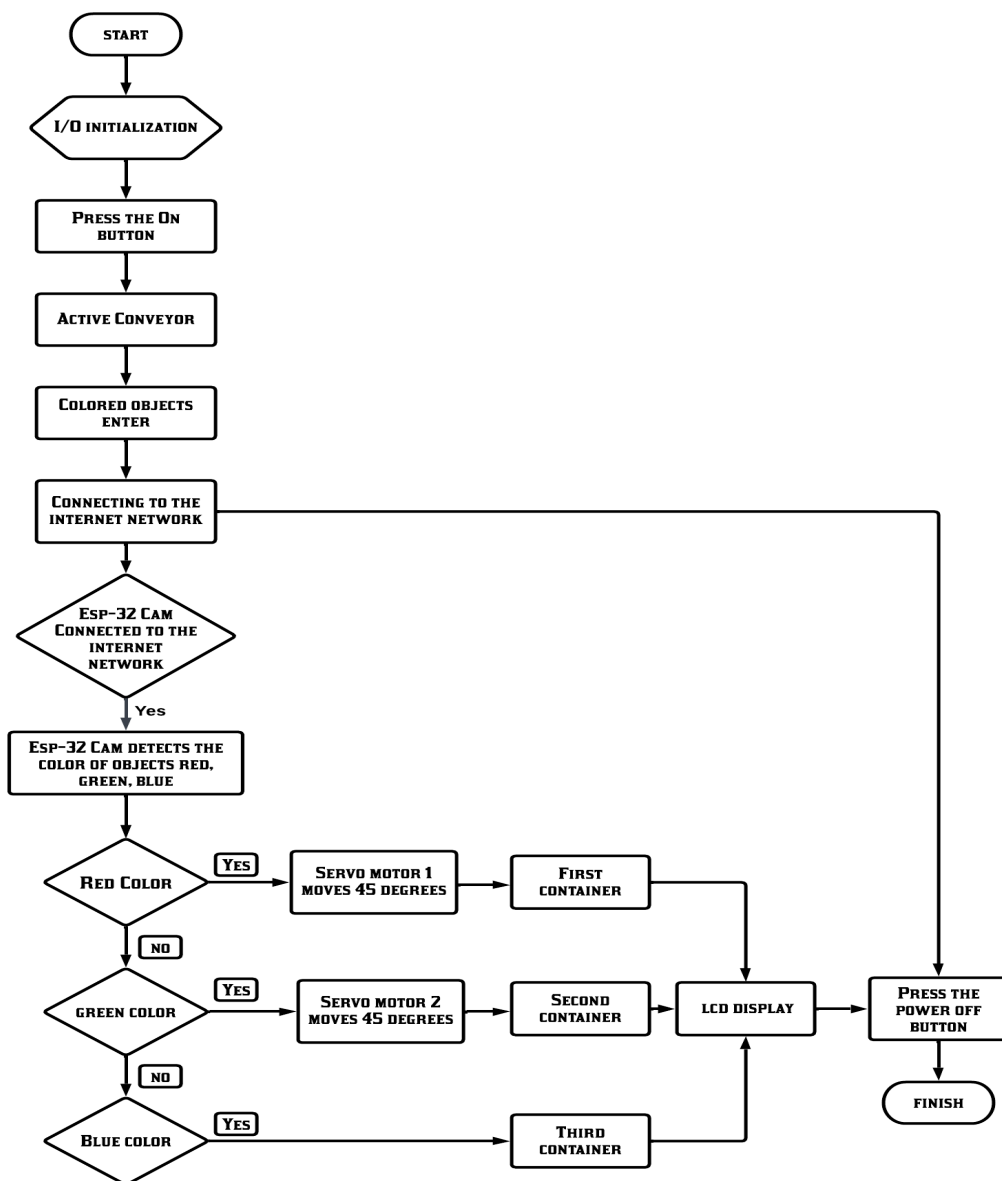 START
I/O INITIALIZATION
PRESS THE ON
BUTTON
ACTIVE CONVEYOR
COLORED OBJECTS
ENTER
CONNECTING TO THE
INTERNET NETWORK
ESP-32 CAM
CONNECTED TO THE
INTERNET
NETWORK
Yes
ESP-32 CAM DETECTS THE
COLOR OF OBJECTS RED,
GREEN, BLUE
RED COLOR
YES
SERVO MOTOR 1
MOVES 45 DEGREES
FIRST
CONTAINER
NO
GREEN COLOR
YES
SERVO MOTOR 2
MOVES 45 DEGREES
SECOND
CONTAINER
LCD DISPLAY
PRESS THE
POWER OFF
BUTTON
NO
FINISH
BLUE COLOR
YES
THIRD
CONTAINER